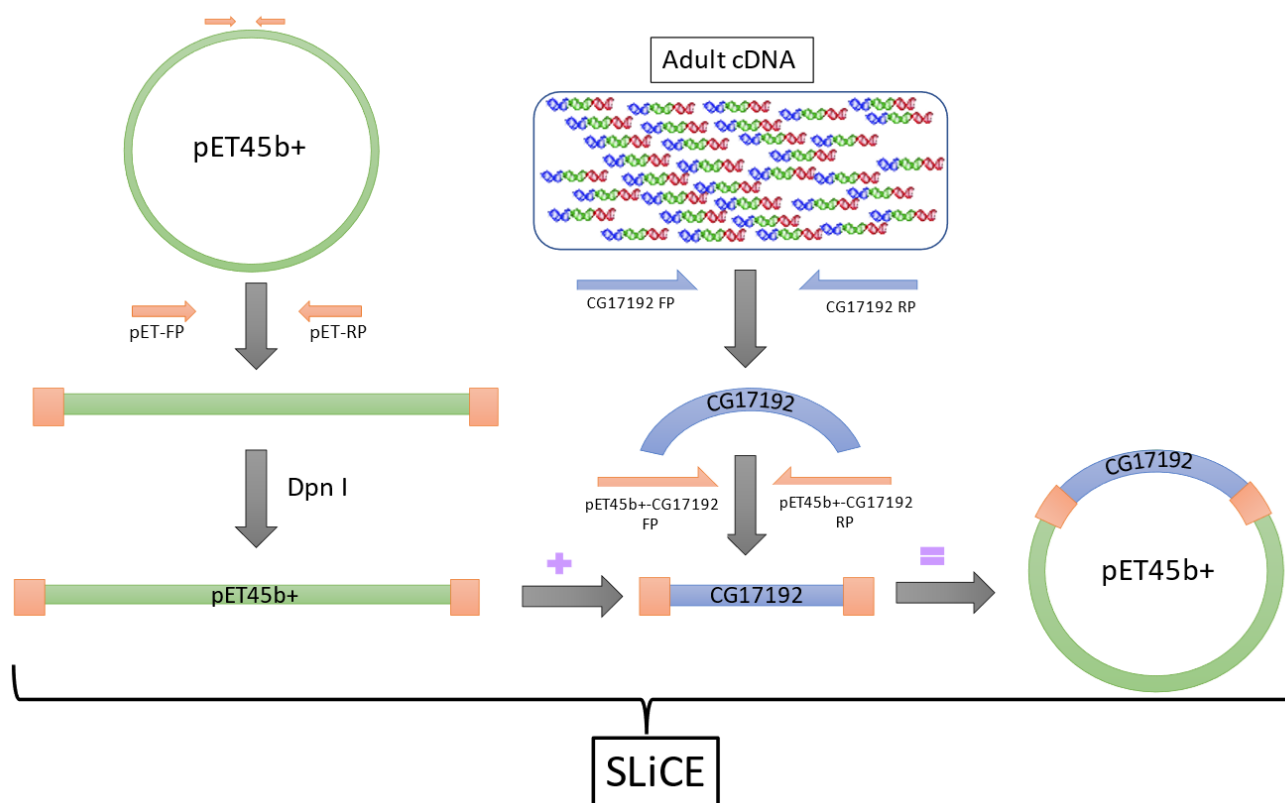 Adult cDNA
pET45b+
pET-FP
pET-RP
CG17192 FP
CG17192 RP
CG17192
Dpn I
pET45b+-CG17192
FP
pET45b+-CG17192
RP
CG17192
pET45b+
pET45b+
+
CG17192
=
SLiCE